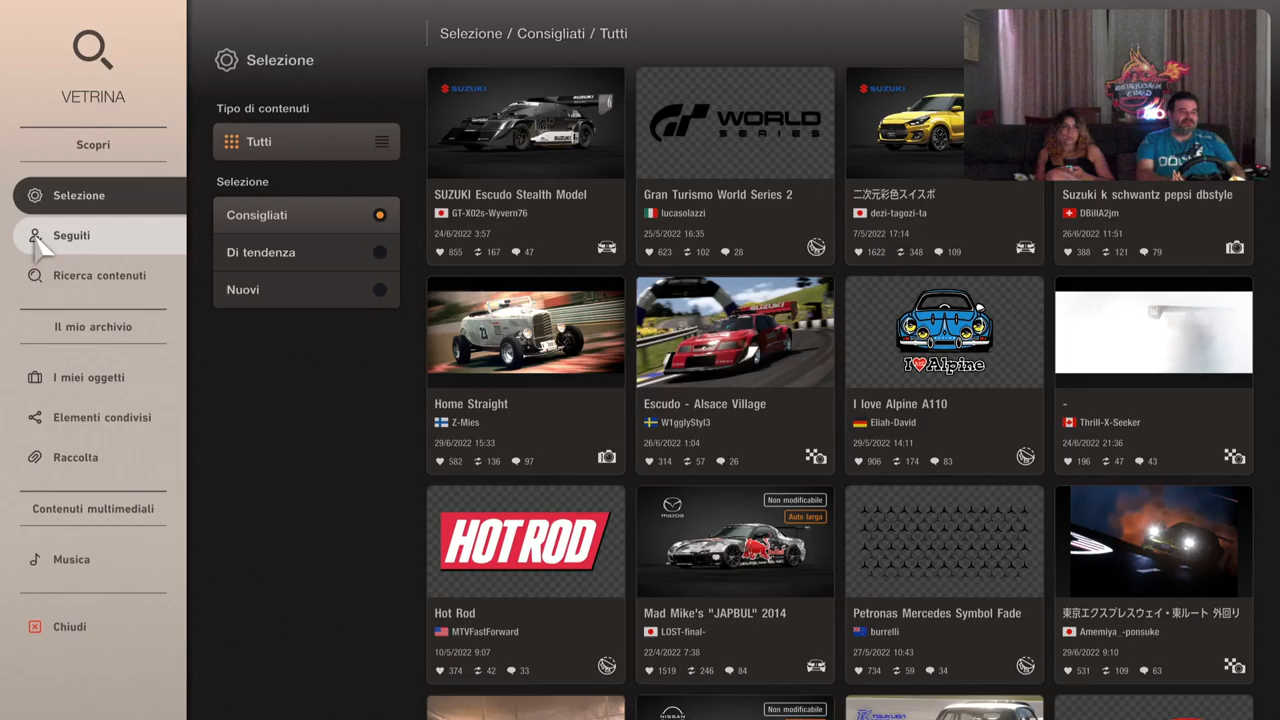 VETRINA
Scopri
Selezione
Seguiti
Ricerca contenuti
Il mio archivio
I miei oggetti
Elementi condivisi
Raccolta
Contenuti multimediali
Musica
Chiudi
Selezione
Tipo di contenuti
Tutti
Selezione
Consigliati
Di tendenza
Nuovi
Selezione / Consigliati / Tutti
SUZUKI
SUZUKI Escudo Stealth Model
GT-X02s-Wyvern76
24/6/2022 3:57
855 167 47
WORLD
SERIES
Gran Turismo World Series 2
lucasolazzi
25/5/2022 16:35
623 102 28
SUZUKI
二次元彩色スイスポ
dezi-tagozi-ta
7/5/2022 17:14
1622 348 109
Suzuki k schwantz pepsi dbstyle
DBillA2jm
26/6/2022 11:51
388 121 79
23
Home Straight
Z-Mies
29/6/2022 15:33
582 136 97
Escudo - Alsace Village
W1gglyStyl3
26/6/2022 1:04
314 57 26
I Alpine
I love Alpine A110
Eliah-David
29/5/2022 14:11
906 174 83
-
Thrill-X-Seeker
24/6/2022 21:36
196 47 43
HOT ROD
Hot Rod
MTVFastForward
10/5/2022 9:07
374 42 33
mazda
Non modificabile
Auto larga
Mad Mike's "JAPBUL" 2014
LOST-final-
22/4/2022 7:38
1519 246 84
Petronas Mercedes Symbol Fade
burrelli
27/5/2022 10:43
734 59 34
東京エクスプレスウェイ・東ルート 外回り
Amemiya_-ponsuke
29/6/2022 9:10
531 109 63
NISSAN
Non modificabile
TSUKUBA